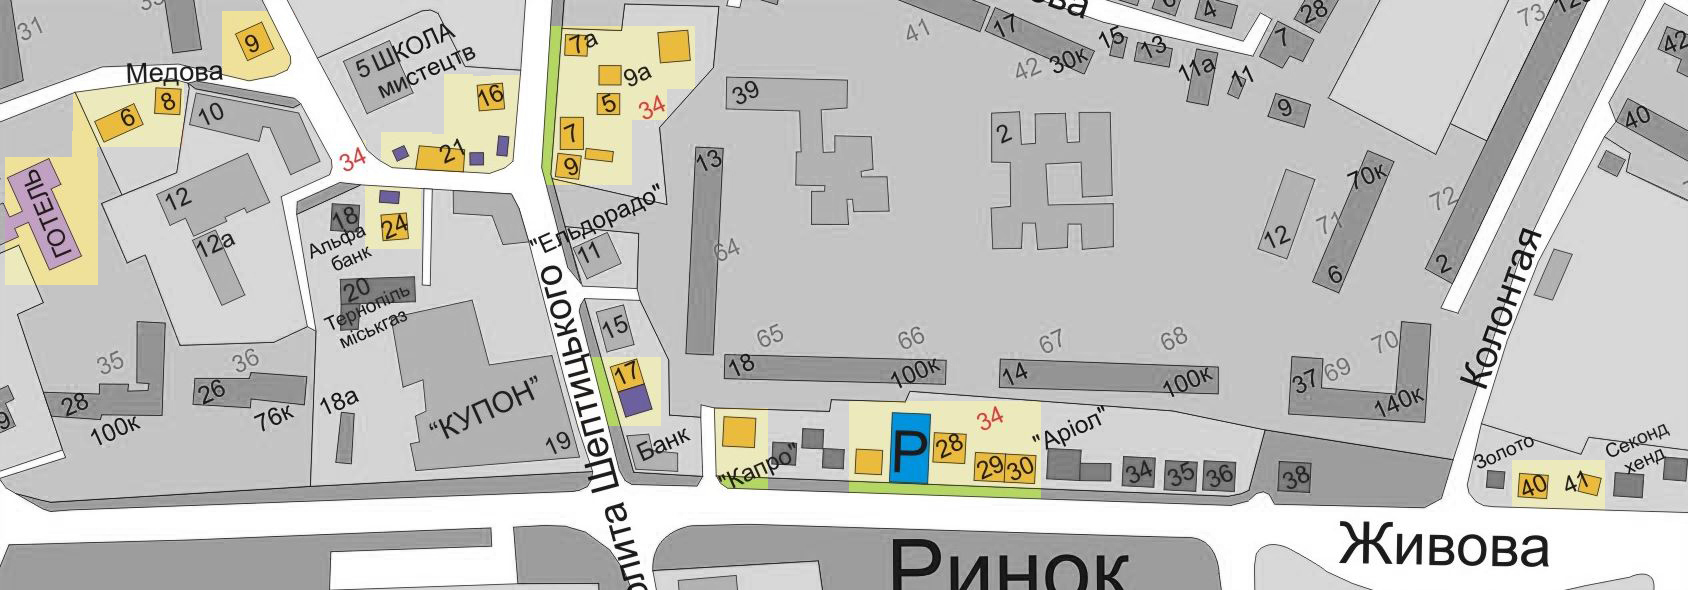 31
9
Медова
6
8
10
5 ШКОЛА
мистецтв
16
34
21
7а
9а
5
34
7
9
39
41
17
42
30к
15
13
4
28
7
11а
11
9
73
42
40
ГОТЕЛЬ
12
12а
18
24
Альфа
банк
20
Тернопіль
міськгаз
"Ельдорадо"
11
13
64
2
12
71
70к
6
72
2
Колонтая
35
36
28
100к
26
76к
18а
"КУПОН"
19
Шептицького
15
17
Банк
65
18
66
100к
67
14
68
100к
37
69
70
140к
"Капро"
P
28
34
29
30
"Аріол"
34
35
36
38
Золото
40
41
Секонд
хенд
Живова
Ринок